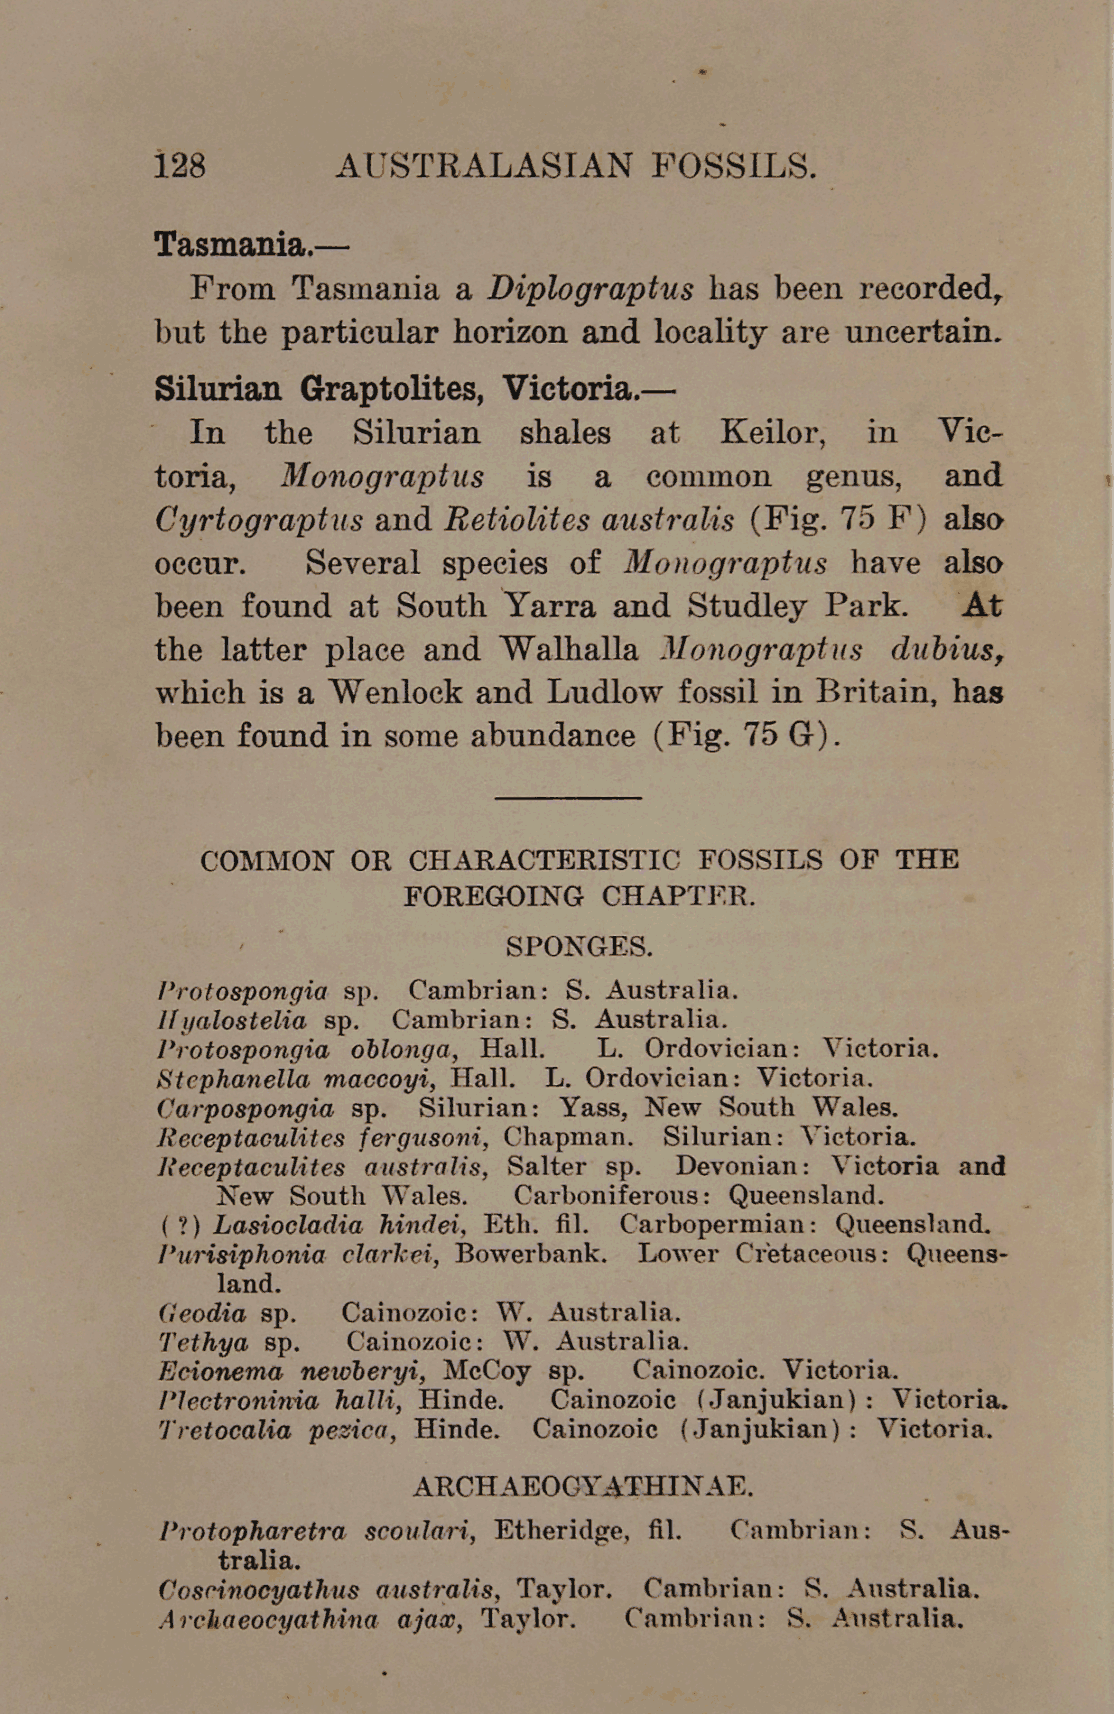 128 AUSTRALASIAN FOSSILS.
Tasmania.—
From Tasmania a Diplograptus has been recorded,
but the particular horizon and locality are uncertain.
Silurian Graptolites, Victoria.—
In the Silurian shales at Keilor, in Vic-
toria, Monograptus is a common genus, and
Cyrtograptus and Retiolites australis (Fig. 75 F) also
occur. Several species of Monograptus have also
been found at South Yarra and Studley Park. At
the latter place and Walhalla Monograptus dubius,
which is a Wenlock and Ludlow fossil in Britain, has
been found in some abundance (Fig. 75 G).
COMMON OR CHARACTERISTIC FOSSILS OF THE
FOREGOING CHAPTER.
SPONGES.
Protospongia sp. Cambrian: S. Australia.
Hyalostelia sp. Cambrian: S. Australia.
Protospongia oblonga, Hall. L. Ordovician: Victoria.
Stephanella maccoyi, Hall. L. Ordovician: Victoria.
Carpospongia sp. Silurian: Yass, New South Wales.
Receptaculites fergusoni, Chapman. Silurian: Victoria.
Receptaculites australis, Salter sp. Devonian: Victoria and
New South Wales. Carboniferous: Queensland.
(?) Lasiocladia hindei, Eth. fil. Carbopermian: Queensland.
Purisiphonia clarkei, Bowerbank. Lower Cretaceous: Queens-
land.
Geodia sp. Cainozoic: W. Australia.
Tethya sp. Cainozoic: W. Australia.
Ecionema newberyi, McCoy sp. Cainozoic. Victoria.
Plectroninia halli, Hinde. Cainozoic (Janjukian): Victoria.
Tretocalia pezica, Hinde. Cainozoic (Janjukian): Victoria.
ARCHAEOCYATHINAE.
Protopharetra scoulari, Etheridge, fil. Cambrian: S. Aus-
tralia.
Coscinocyathus australis, Taylor. Cambrian: S. Australia.
Archaeocyathina ajax, Taylor. Cambrian: S. Australia.